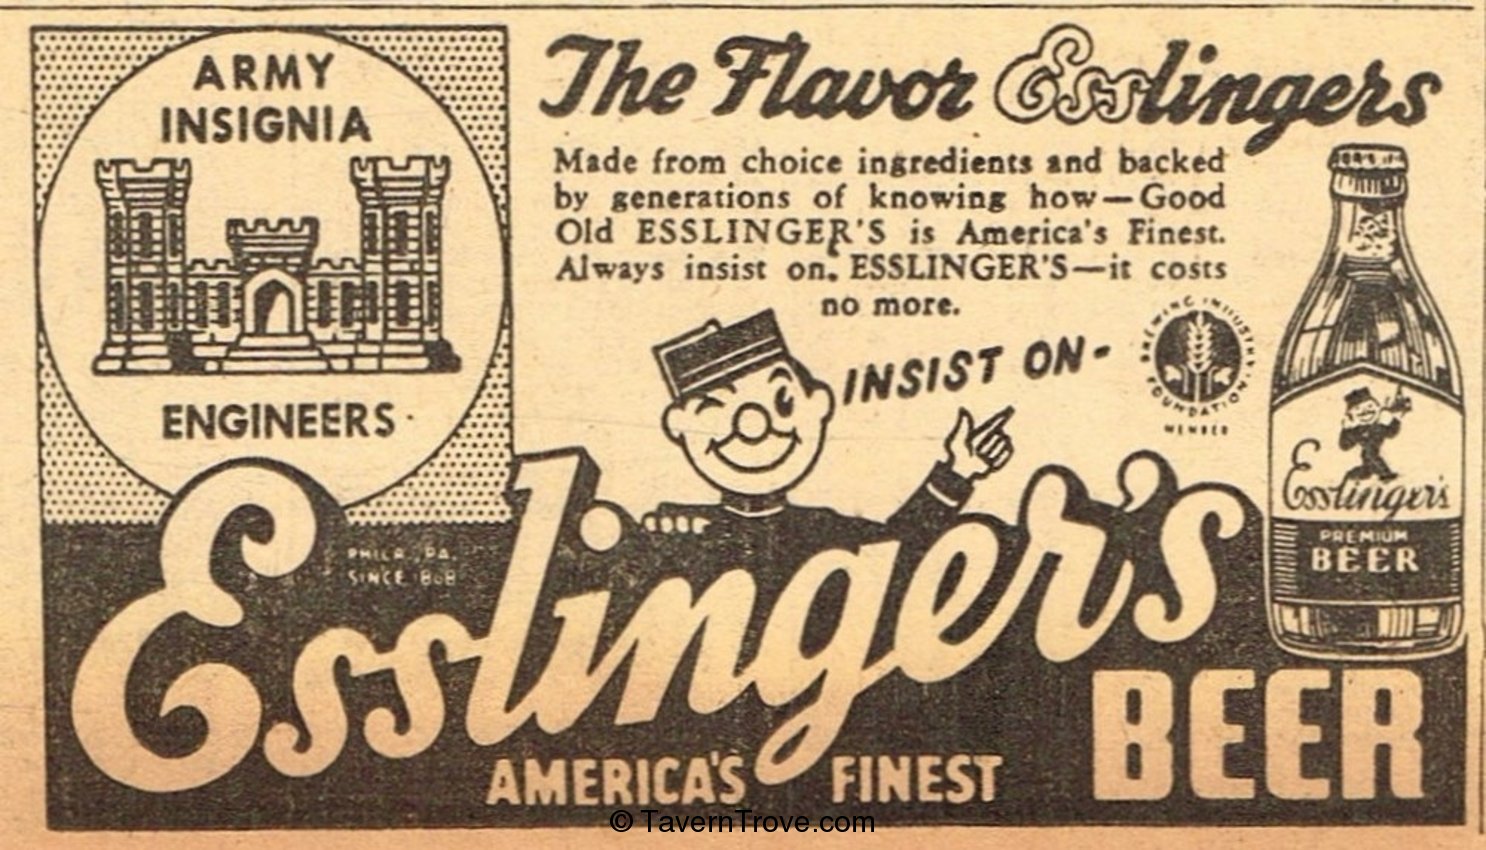 ARMY
INSIGNIA
ENGINEERS
The Flavor Esslingers
Made from choice ingredients and backed
by generations of knowing how—Good
Old ESSLINGER'S is America's Finest.
Always insist on. ESSLINGER'S—it costs
no more.
INSIST ON-
BREWING INDUSTRY
FOUNDATION
MEMBER
Esslinger's
PREMIUM
BEER
PHILA., PA.
SINCE 1868
Esslinger's
BEER
AMERICA'S FINEST
© TavernTrove.com